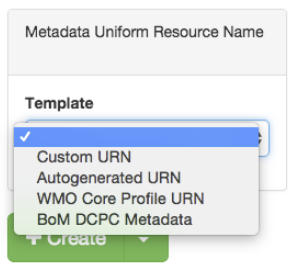 Metadata Uniform Resource Name
Template
Custom URN
Autogenerated URN
WMO Core Profile URN
BoM DCPC Metadata
+ Create